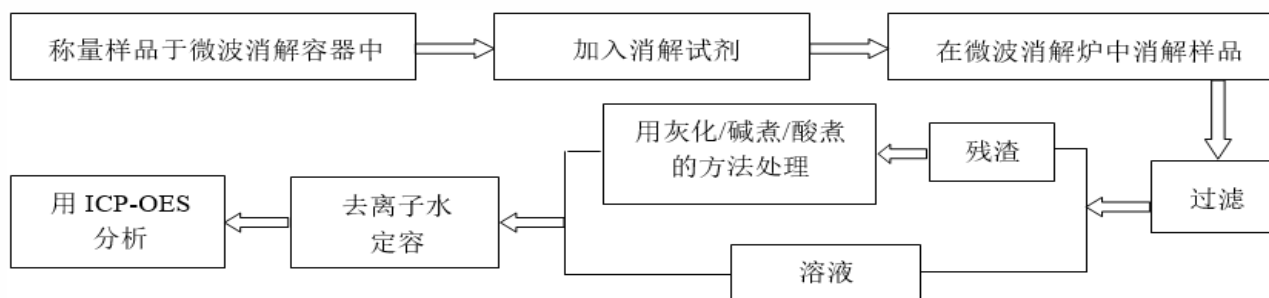 称量样品于微波消解容器中
加入消解试剂
在微波消解炉中消解样品
过滤
残渣
用灰化/碱煮/酸煮
的方法处理
溶液
去离子水
定容
用 ICP-OES
分析